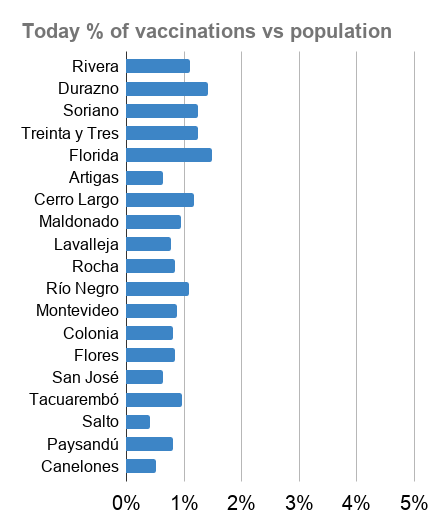 Today % of vaccinations vs population
Rivera
Durazno
Soriano
Treinta y Tres
Florida
Artigas
Cerro Largo
Maldonado
Lavalleja
Rocha
Río Negro
Montevideo
Colonia
Flores
San José
Tacuarembó
Salto
Paysandú
Canelones
0% 1% 2% 3% 4% 5%